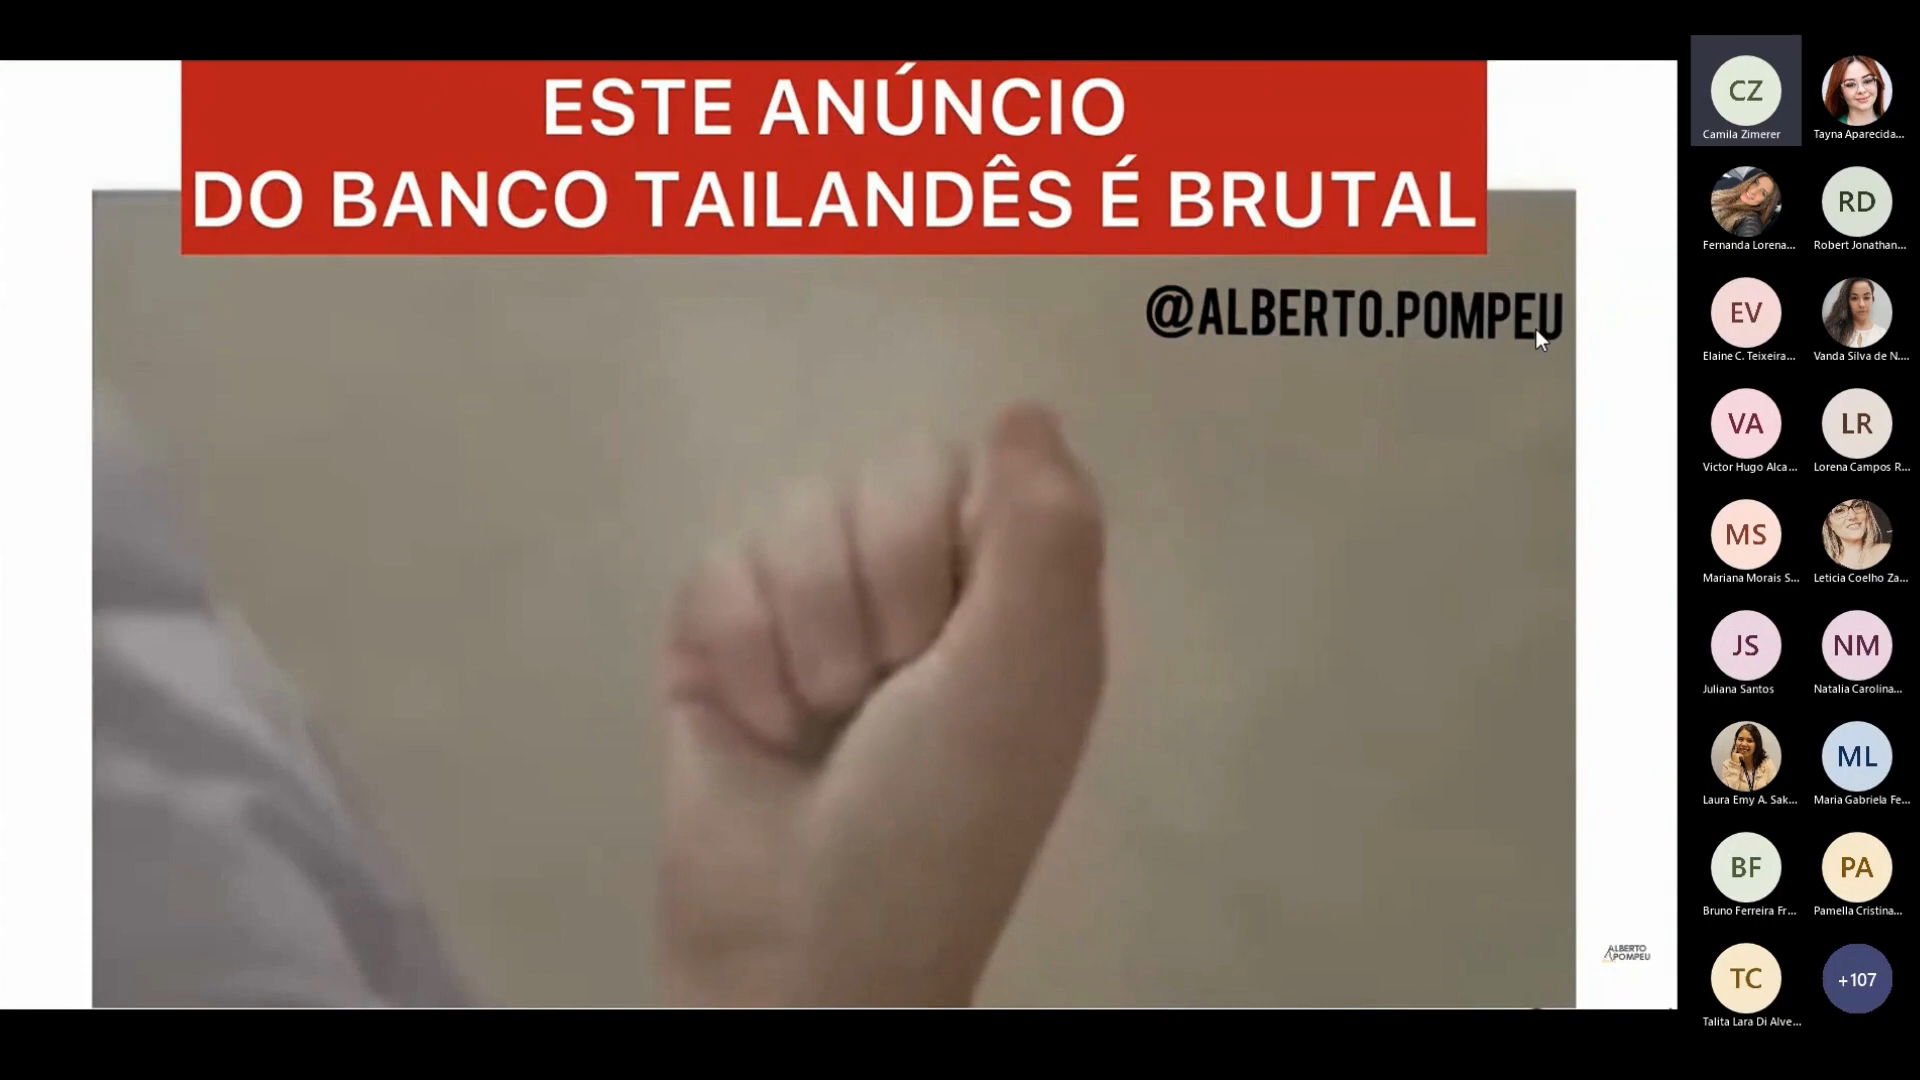 ESTE ANÚNCIO
DO BANCO TAILANDÊS É BRUTAL
@ALBERTO.POMPEU
ALBERTO
POMPEU
CZ
Camila Zimerer
Tayna Aparecida...
Fernanda Lorena...
RD
Robert Jonathan...
EV
Elaine C. Teixeira...
Vanda Silva de N....
VA
Victor Hugo Alca...
LR
Lorena Campos R...
MS
Mariana Morais S...
Leticia Coelho Za...
JS
Juliana Santos
NM
Natalia Carolina...
Laura Emy A. Sak...
ML
Maria Gabriela Fe...
BF
Bruno Ferreira Fr...
PA
Pamella Cristina...
TC
Talita Lara Di Alve...
+107